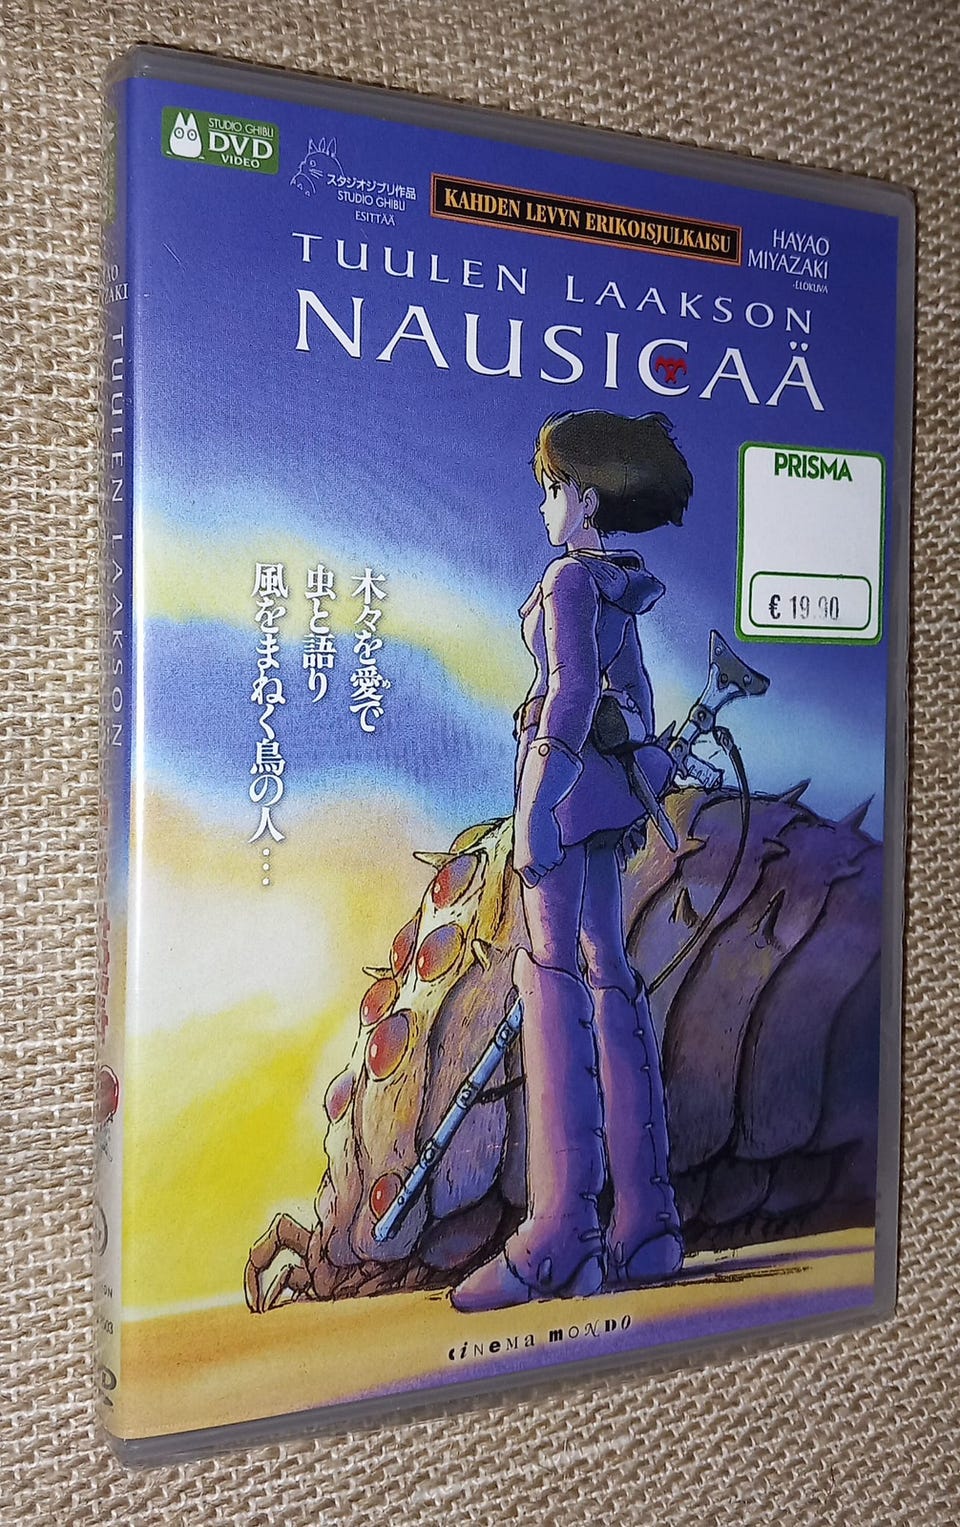 STUDIO GHIBLI
DVD
VIDEO
スタジオジブリ作品
STUDIO GHIBLI
ESITTÄÄ
KAHDEN LEVYN ERIKOISJULKAISU
HAYAO
MIYAZAKI
-ELOKUVA
TUULEN LAAKSON
NAUSICAÄ
PRISMA
€ 19.90
木々を愛で
め
虫と語り
風をまねく鳥の人…
CINEMA MONDO
TUULEN LAAKSON